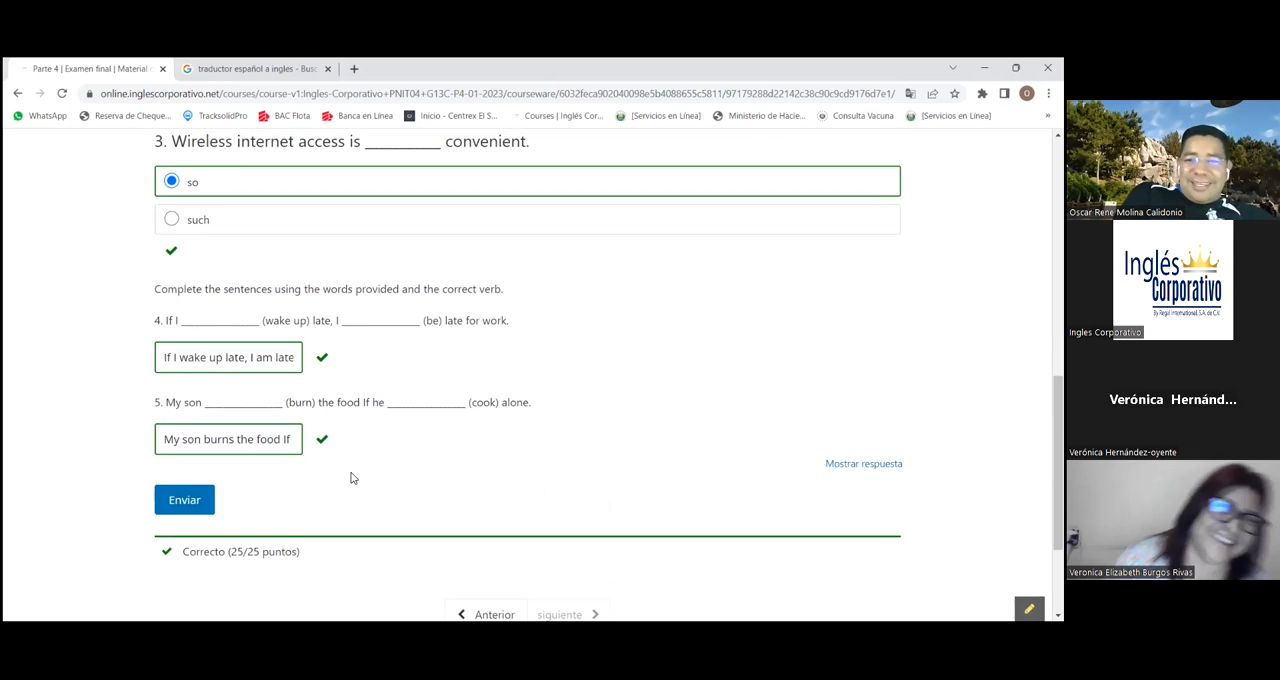 Parte 4 | Examen final | Material
traductor español a ingles - Busc
online.inglescorporativo.net/courses/course-v1:Ingles-Corporativo+PNIT04+G13C-P4-01-2023/courseware/6032feca902040098e5b4088655c5811/97179288d22142c38c90c9cd9176d7e1/
O
WhatsApp
Reserva de Cheque...
TracksolidPro
BAC Flota
Banca en Línea
Inicio - Centrex El S...
Courses | Inglés Cor...
[Servicios en Línea]
Ministerio de Hacie...
Consulta Vacuna
[Servicios en Línea]
»
3. Wireless internet access is __________ convenient.
so
such
Complete the sentences using the words provided and the correct verb.
4. If I _____________ (wake up) late, I _____________ (be) late for work.
If I wake up late, I am late
5. My son _____________ (burn) the food If he _____________ (cook) alone.
My son burns the food If
Mostrar respuesta
Enviar
Correcto (25/25 puntos)
Anterior
siguiente
Oscar Rene Molina Calidonio
Inglés
Corporativo
By Regal International, S.A. de C.V.
Ingles Corporativo
Verónica Hernánd...
Verónica Hernández-oyente
Veronica Elizabeth Burgos Rivas